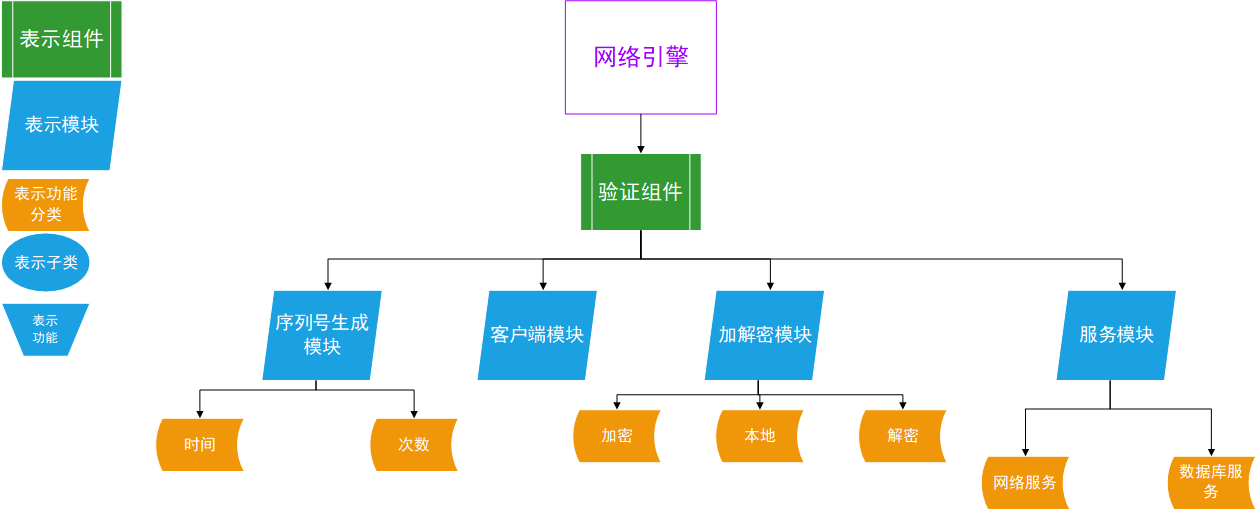 表示组件
表示模块
表示功能
分类
表示子类
表示
功能
网络引擎
验证组件
序列号生成
模块
客户端模块
加解密模块
服务模块
时间
次数
加密
本地
解密
网络服务
数据库服
务